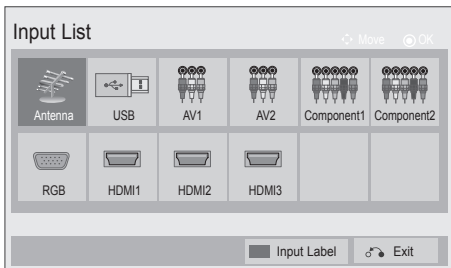 Input List
Move OK
Antenna USB AV1 AV2 Component1 Component2
RGB HDMI1 HDMI2 HDMI3
Input Label Exit